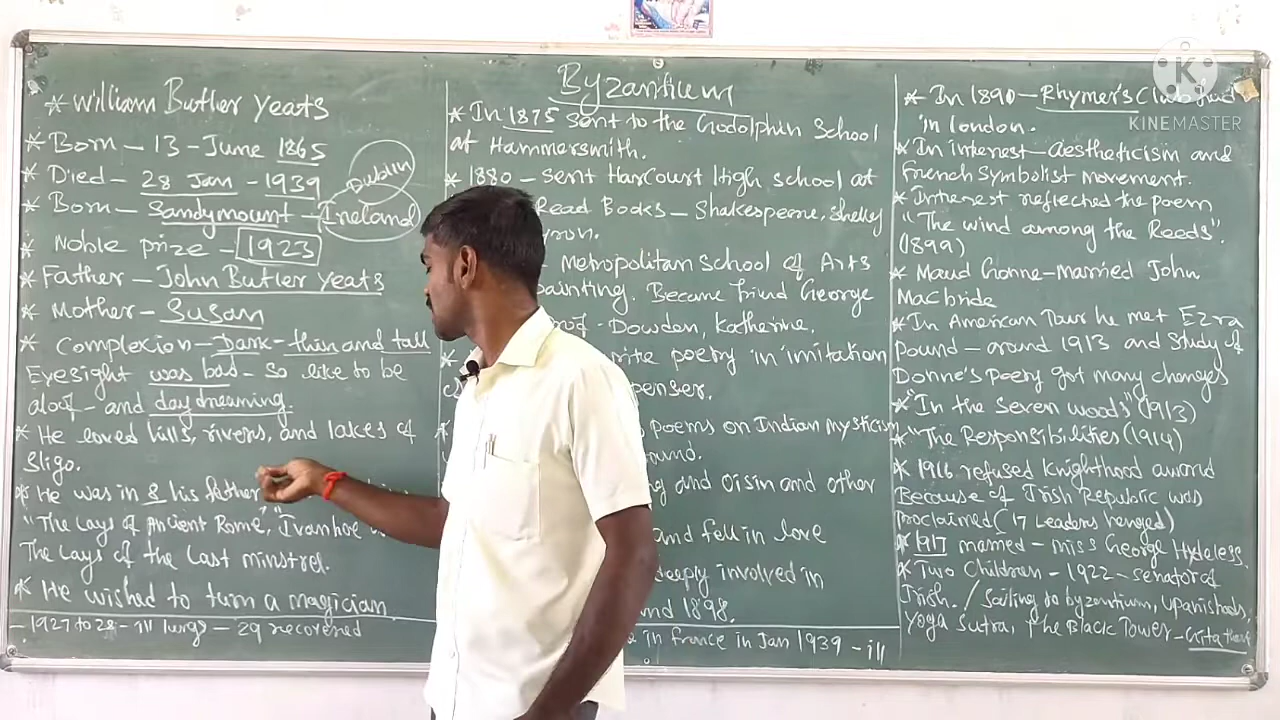 Byzantium
* William Butler Yeats
* Born - 13 - June 1865
* Died - 28 Jan - 1939
* Born - Sandymount - Ireland
Dublin
* Noble prize - 1923
* Father - John Butler Yeats
* Mother - Susan
* Complexion - Dark - thin and tall
Eyesight was bad - so like to be
aloof - and daydreaming.
* He loved hills, rivers, and lakes of
Sligo.
* He was in 8 his father
"The Lays of Ancient Rome", "Ivanhoe
The Lays of the Last minstrel.
* He wished to turn a magician
- 1927 to 28 - ill lungs - 29 recovered
* In 1875 sent to the Godolphin School
at Hammersmith.
* 1880 - sent Harcourt High school at
Read Books - Shakespeare, Shelley
Metropolitan School of Arts
Painting. Became friend George
Dowden, Katherine.
write poetry in imitation
poems on Indian mysticism
and Oisin and other
and fell in love
deeply involved in
and 1898.
in France in Jan 1939 - ill
* In 1890 - Rhymer's Club
in london.
* In interest - aestheticism and
French symbolist movement.
* Interest reflected the poem
"The wind among the Reeds".
(1899)
* Maud Gonne - married John
Macbride
* In American Tour he met Ezra
Pound - around 1913 and study of
Donne's Poetry got many changes
* "In the Seven woods" (1913)
* "The Responsibilities (1914)
* 1916 refused Knighthood award
Because of Irish Republic was
Proclaimed (17 Leaders hanged)
* 1917 married - miss George
* Two Children - 1922 - senator of
Irish. / Sailing to byzantium, upanishads,
Yoga Sutra, The Black Tower -
K
KINEMASTER